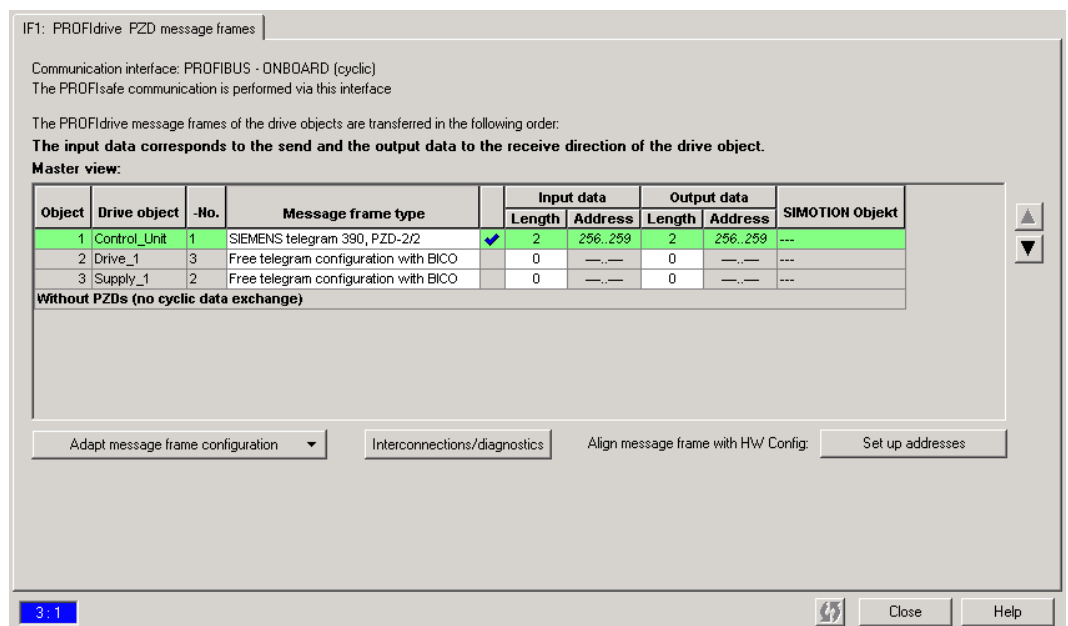 IF1: PROFIdrive PZD message frames
Communication interface: PROFIBUS - ONBOARD (cyclic)
The PROFIsafe communication is performed via this interface
The PROFIdrive message frames of the drive objects are transferred in the following order:
The input data corresponds to the send and the output data to the receive direction of the drive object.
Master view:
Object Drive object -No. Message frame type Input data Output data SIMOTION Objekt
Length Address Length Address
1 Control_Unit 1 SIEMENS telegram 390, PZD-2/2 2 256..259 2 256..259 ---
2 Drive_1 3 Free telegram configuration with BICO 0 ---..--- 0 ---..--- ---
3 Supply_1 2 Free telegram configuration with BICO 0 ---..--- 0 ---..--- ---
Without PZDs (no cyclic data exchange)
Adapt message frame configuration Interconnections/diagnostics Align message frame with HW Config: Set up addresses
3:1 Close Help